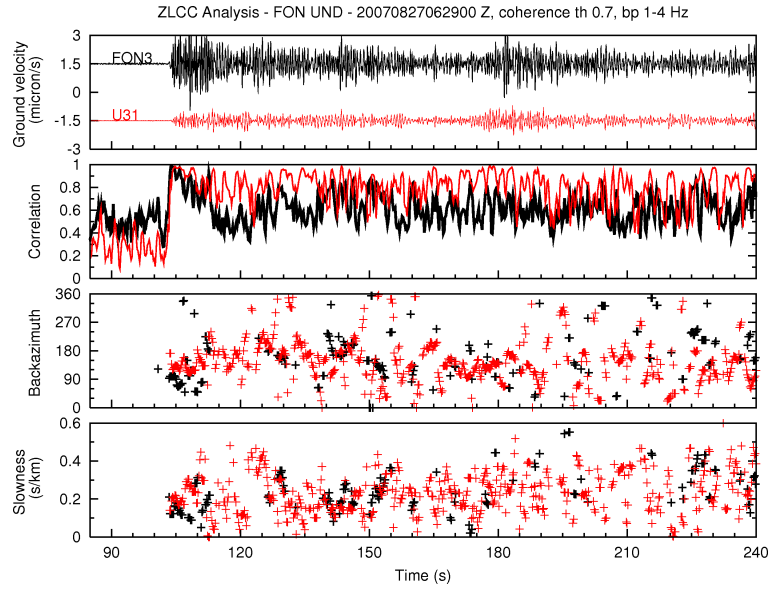 ZLCC Analysis - FON UND - 20070827062900 Z, coherence th 0.7, bp 1-4 Hz
Ground velocity
(micron/s)
3
1.5
0
-1.5
-3
FON3
U31
Correlation
1
0.8
0.6
0.4
0.2
0
Backazimuth
360
270
180
90
0
Slowness
(s/km)
0.6
0.4
0.2
0
90
120
150
180
210
240
Time (s)